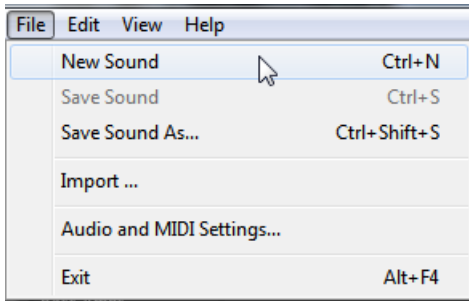 File Edit View Help
New Sound Ctrl+N
Save Sound Ctrl+S
Save Sound As... Ctrl+Shift+S
Import ...
Audio and MIDI Settings...
Exit Alt+F4